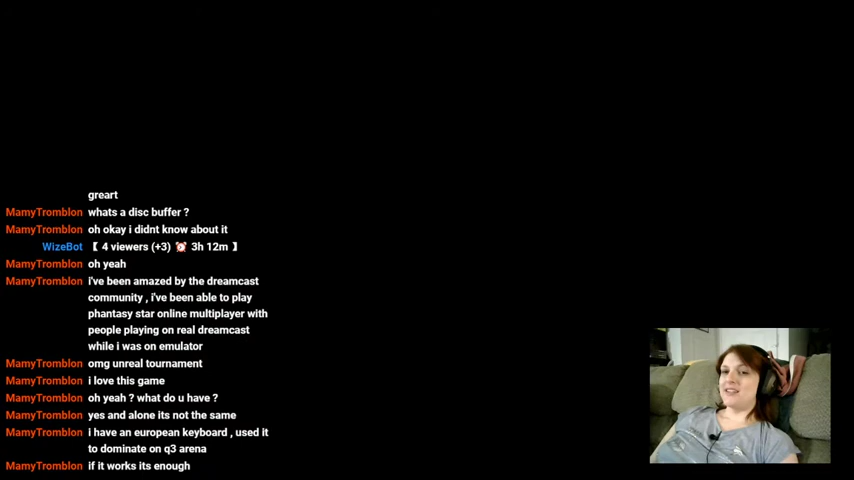 greart
MamyTromblon whats a disc buffer ?
MamyTromblon oh okay i didnt know about it
WizeBot 【 4 viewers (+3) ⏰ 3h 12m 】
MamyTromblon oh yeah
MamyTromblon i've been amazed by the dreamcast
community , i've been able to play
phantasy star online multiplayer with
people playing on real dreamcast
while i was on emulator
MamyTromblon omg unreal tournament
MamyTromblon i love this game
MamyTromblon oh yeah ? what do u have ?
MamyTromblon yes and alone its not the same
MamyTromblon i have an european keyboard , used it
to dominate on q3 arena
MamyTromblon if it works its enough